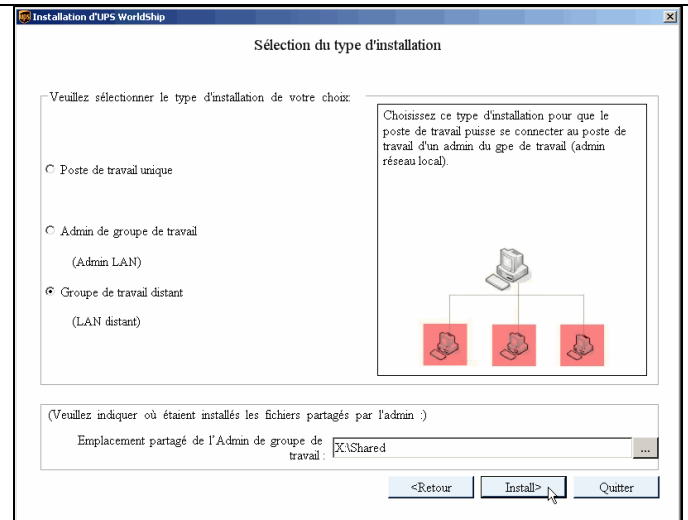 Installation d'UPS WorldShip
Sélection du type d'installation
Veuillez sélectionner le type d'installation de votre choix:
Choisissez ce type d'installation pour que le
poste de travail puisse se connecter au poste de
travail d'un admin du gpe de travail (admin
réseau local).
Poste de travail unique
Admin de groupe de travail
(Admin LAN)
Groupe de travail distant
(LAN distant)
(Veuillez indiquer où étaient installés les fichiers partagés par l'admin :)
Emplacement partagé de l'Admin de groupe de
travail :
X:\Shared
...
<Retour
Install>
Quitter